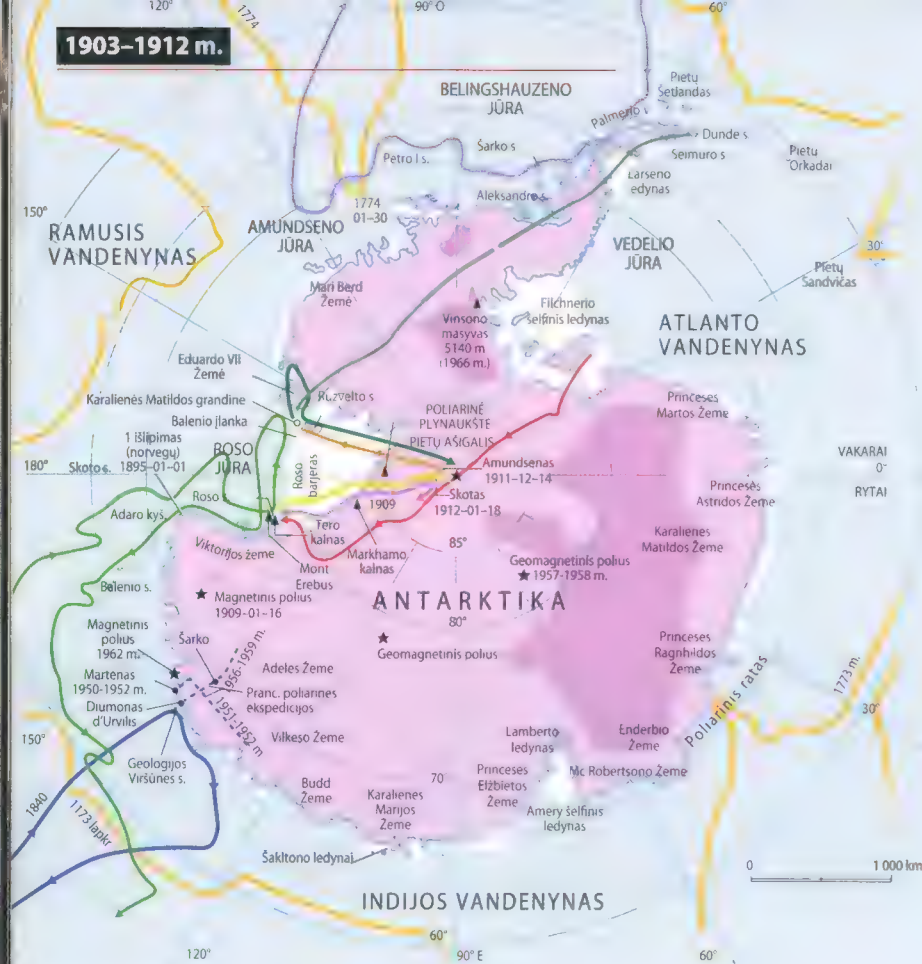 120°
1774
90° O
60°
1903–1912 m.
BELINGSHAUZENO
JŪRA
Pietų
Šetlandas
Palmerio
Dunde s
Seimuro s
Pietų
Orkadai
Petro I s.
Šarko s
Aleksandro s
Larseno
ledynas
1774
01–30
150°
RAMUSIS
VANDENYNAS
AMUNDSENO
JŪRA
VEDELIO
JŪRA
30°
Pietų
Sandvičas
Mari Berd
Žemė
Vinsono
masyvas
5140 m
(1966 m.)
Filchnerio
šelfinis ledynas
ATLANTO
VANDENYNAS
Eduardo VII
Žemė
Karalienės Matildos grandinė
Ruzvelto s
Balenio įlanka
POLIARINĖ
PLYNAUKŠTĖ
PIETŲ AŠIGALIS
Princesės
Martos Žemė
1 išlipimas
(norvegų)
1895–01–01
ROSO
JŪRA
Roso
barjeras
180°
Skoto s.
Amundsenas
1911–12–14
VAKARAI
0°
RYTAI
Roso
1909
Skotas
1912–01–18
Princesės
Astridos Žemė
Adaro kyš.
Tero
kalnas
Viktorijos žemė
Mont
Erebus
Markhamo
kalnas
85°
Karalienės
Matildos Žemė
Geomagnetinis polius
1957-1958 m.
Balenio s.
Magnetinis polius
1909–01–16
ANTARKTIKA
80°
Magnetinis
polius
1962 m.
Šarko
Geomagnetinis polius
Princesės
Ragnhildos
Žemė
1956-1959 m.
Adelės Žemė
Martenas
1950-1952 m.
Pranc. poliarinės
ekspedicijos
Diumonas
d'Urvilis
1951-1952 m
Vilkeso Žemė
1773 m.
Poliarinis ratas
30°
150°
Lamberto
ledynas
Enderbio
Žemė
Geologijos
Viršūnės s.
70
Princesės
Elžbietos
Žemė
Mc Robertsono Žemė
Budd
Žemė
Karalienės
Marijos
Žemė
Amery šelfinis
ledynas
1840
1173 lapkr
Šakltono ledynai
0
1 000 km
INDIJOS VANDENYNAS
60°
120°
90° E
60°